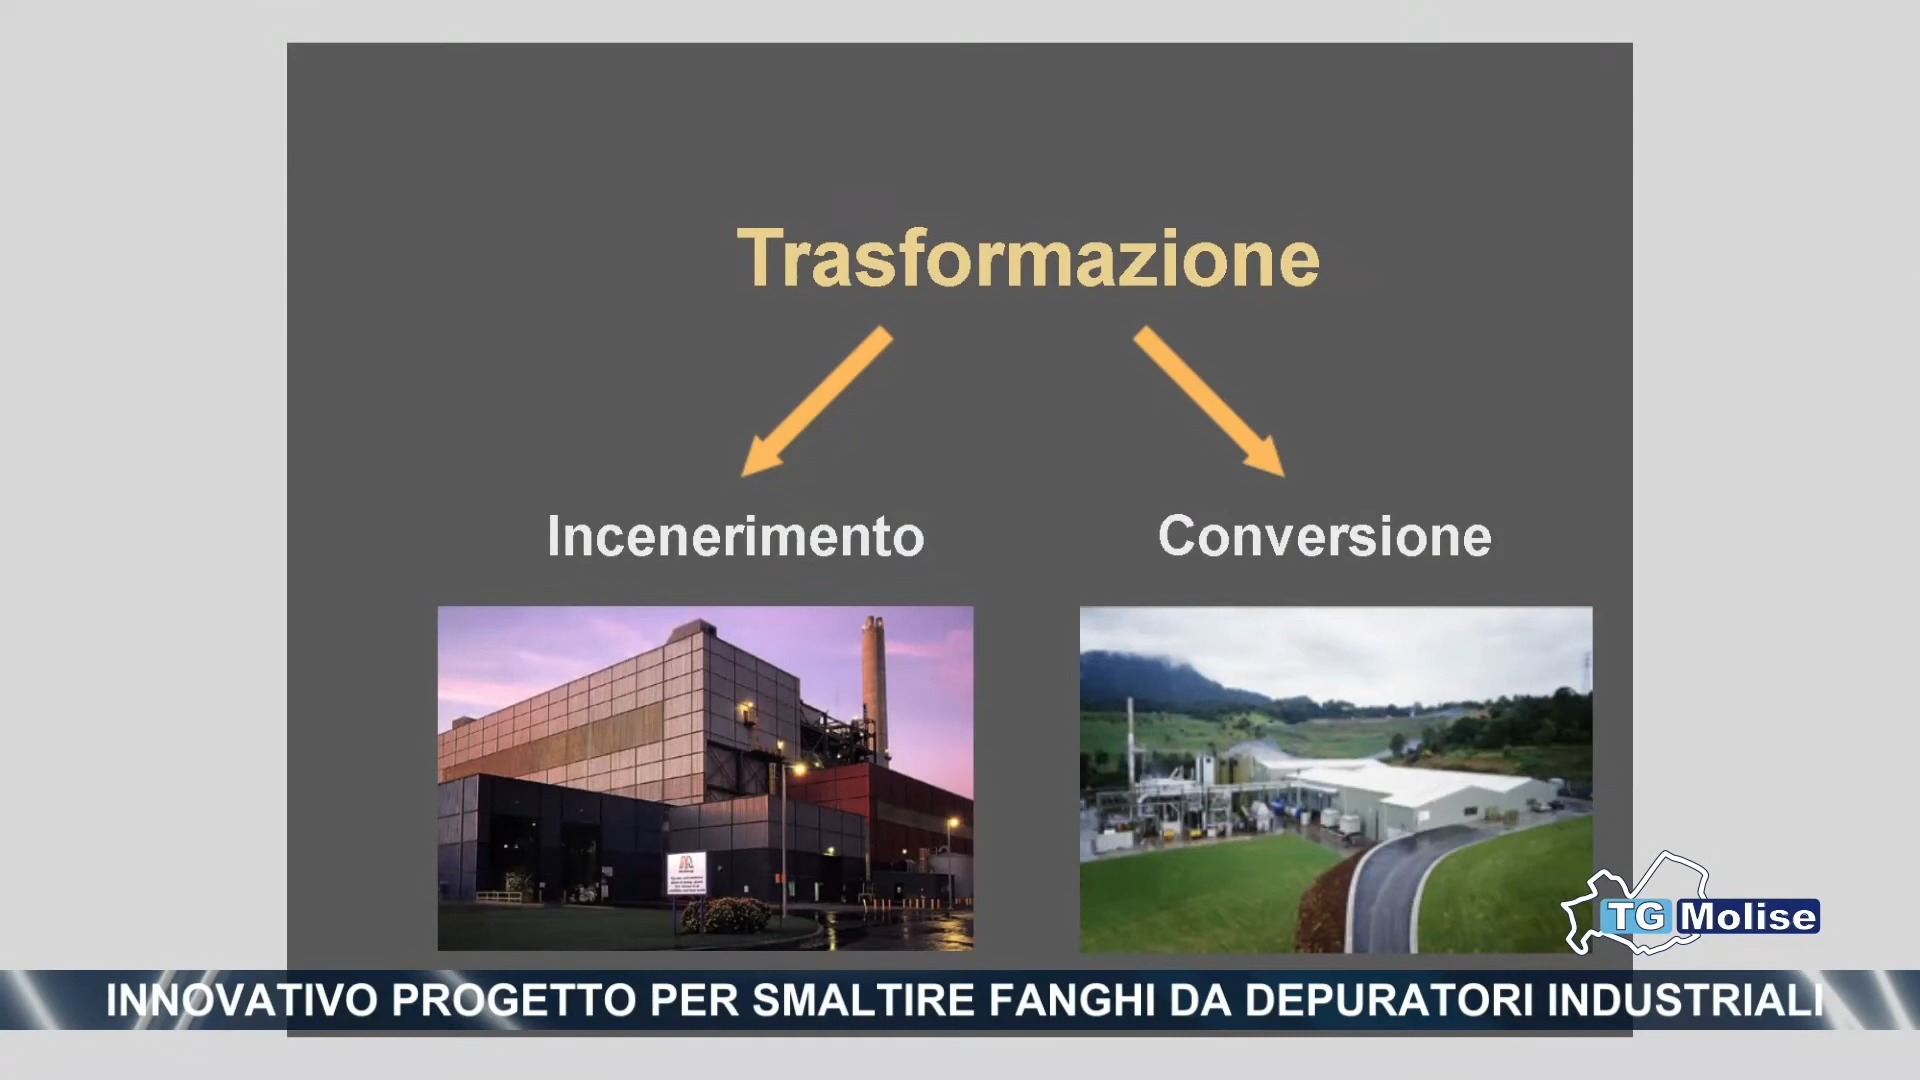 Trasformazione
Incenerimento
Conversione
TG Molise
INNOVATIVO PROGETTO PER SMALTIRE FANGHI DA DEPURATORI INDUSTRIALI